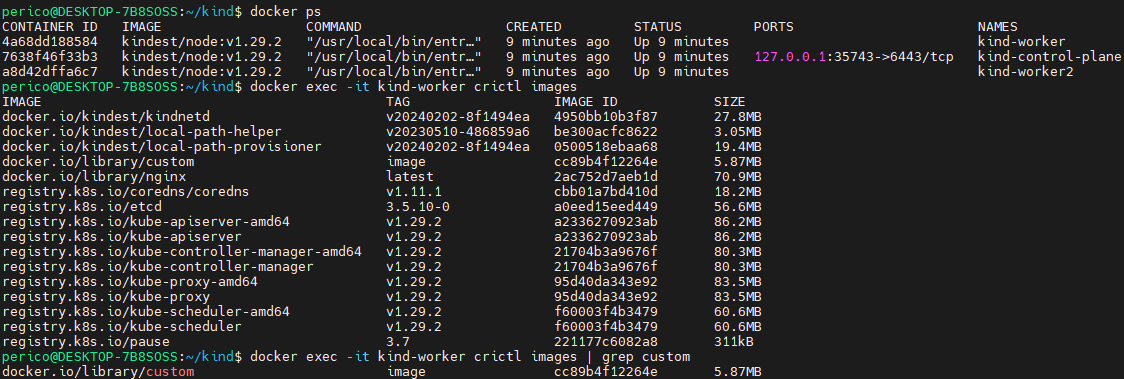 perico@DESKTOP-7B8SOSS:~/kind$ docker ps
CONTAINER ID   IMAGE                  COMMAND                  CREATED         STATUS         PORTS                       NAMES
4a68dd188584   kindest/node:v1.29.2   "/usr/local/bin/entr…"   9 minutes ago   Up 9 minutes                               kind-worker
7638f46f33b3   kindest/node:v1.29.2   "/usr/local/bin/entr…"   9 minutes ago   Up 9 minutes   127.0.0.1:35743->6443/tcp   kind-control-plane
a8d42dffa6c7   kindest/node:v1.29.2   "/usr/local/bin/entr…"   9 minutes ago   Up 9 minutes                               kind-worker2
perico@DESKTOP-7B8SOSS:~/kind$ docker exec -it kind-worker crictl images
IMAGE                                           TAG                  IMAGE ID            SIZE
docker.io/kindest/kindnetd                      v20240202-8f1494ea   4950bb10b3f87       27.8MB
docker.io/kindest/local-path-helper             v20230510-486859a6   be300acfc8622       3.05MB
docker.io/kindest/local-path-provisioner        v20240202-8f1494ea   0500518ebaa68       19.4MB
docker.io/library/custom                        image                cc89b4f12264e       5.87MB
docker.io/library/nginx                         latest               2ac752d7aeb1d       70.9MB
registry.k8s.io/coredns/coredns                 v1.11.1              cbb01a7bd410d       18.2MB
registry.k8s.io/etcd                            3.5.10-0             a0eed15eed449       56.6MB
registry.k8s.io/kube-apiserver-amd64            v1.29.2              a2336270923ab       86.2MB
registry.k8s.io/kube-apiserver                  v1.29.2              a2336270923ab       86.2MB
registry.k8s.io/kube-controller-manager-amd64   v1.29.2              21704b3a9676f       80.3MB
registry.k8s.io/kube-controller-manager         v1.29.2              21704b3a9676f       80.3MB
registry.k8s.io/kube-proxy-amd64                v1.29.2              95d40da343e92       83.5MB
registry.k8s.io/kube-proxy                      v1.29.2              95d40da343e92       83.5MB
registry.k8s.io/kube-scheduler-amd64            v1.29.2              f60003f4b3479       60.6MB
registry.k8s.io/kube-scheduler                  v1.29.2              f60003f4b3479       60.6MB
registry.k8s.io/pause                           3.7                  221177c6082a8       311kB
perico@DESKTOP-7B8SOSS:~/kind$ docker exec -it kind-worker crictl images | grep custom
docker.io/library/custom                        image                cc89b4f12264e       5.87MB